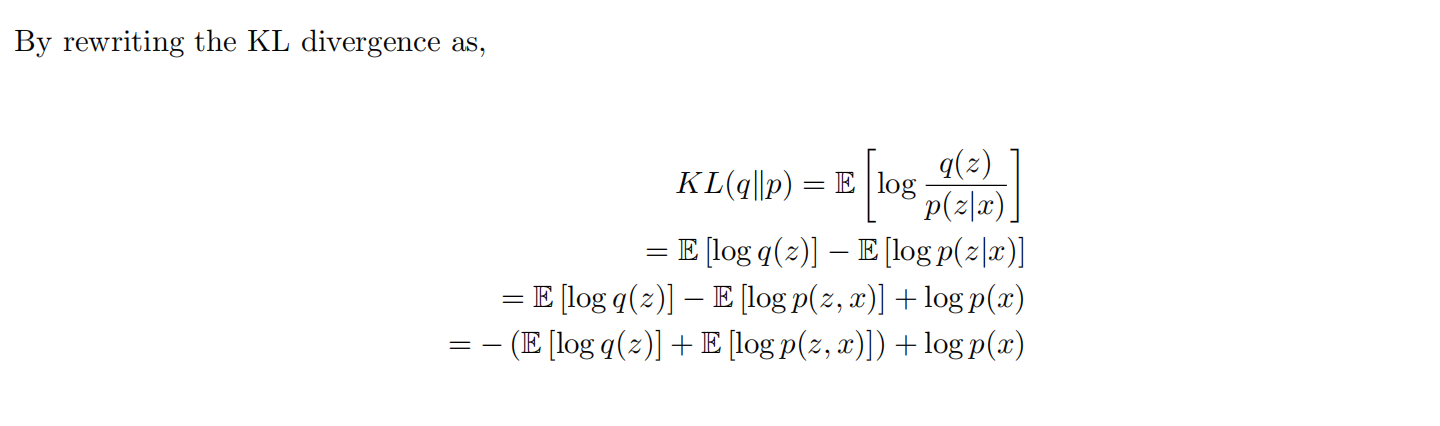 By rewriting the KL divergence as,
KL(q||p) = 𝔼 [log q(z)/p(z|x)]
= 𝔼 [log q(z)] − 𝔼 [log p(z|x)]
= 𝔼 [log q(z)] − 𝔼 [log p(z, x)] + log p(x)
= − (𝔼 [log q(z)] + 𝔼 [log p(z, x)]) + log p(x)